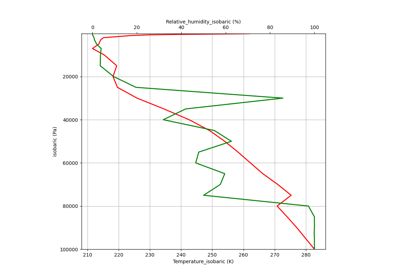 Relative_humidity_isobaric (%)
0 20 40 60 80 100
20000
40000
60000
80000
100000
isobaric (Pa)
210 220 230 240 250 260 270 280
Temperature_isobaric (K)